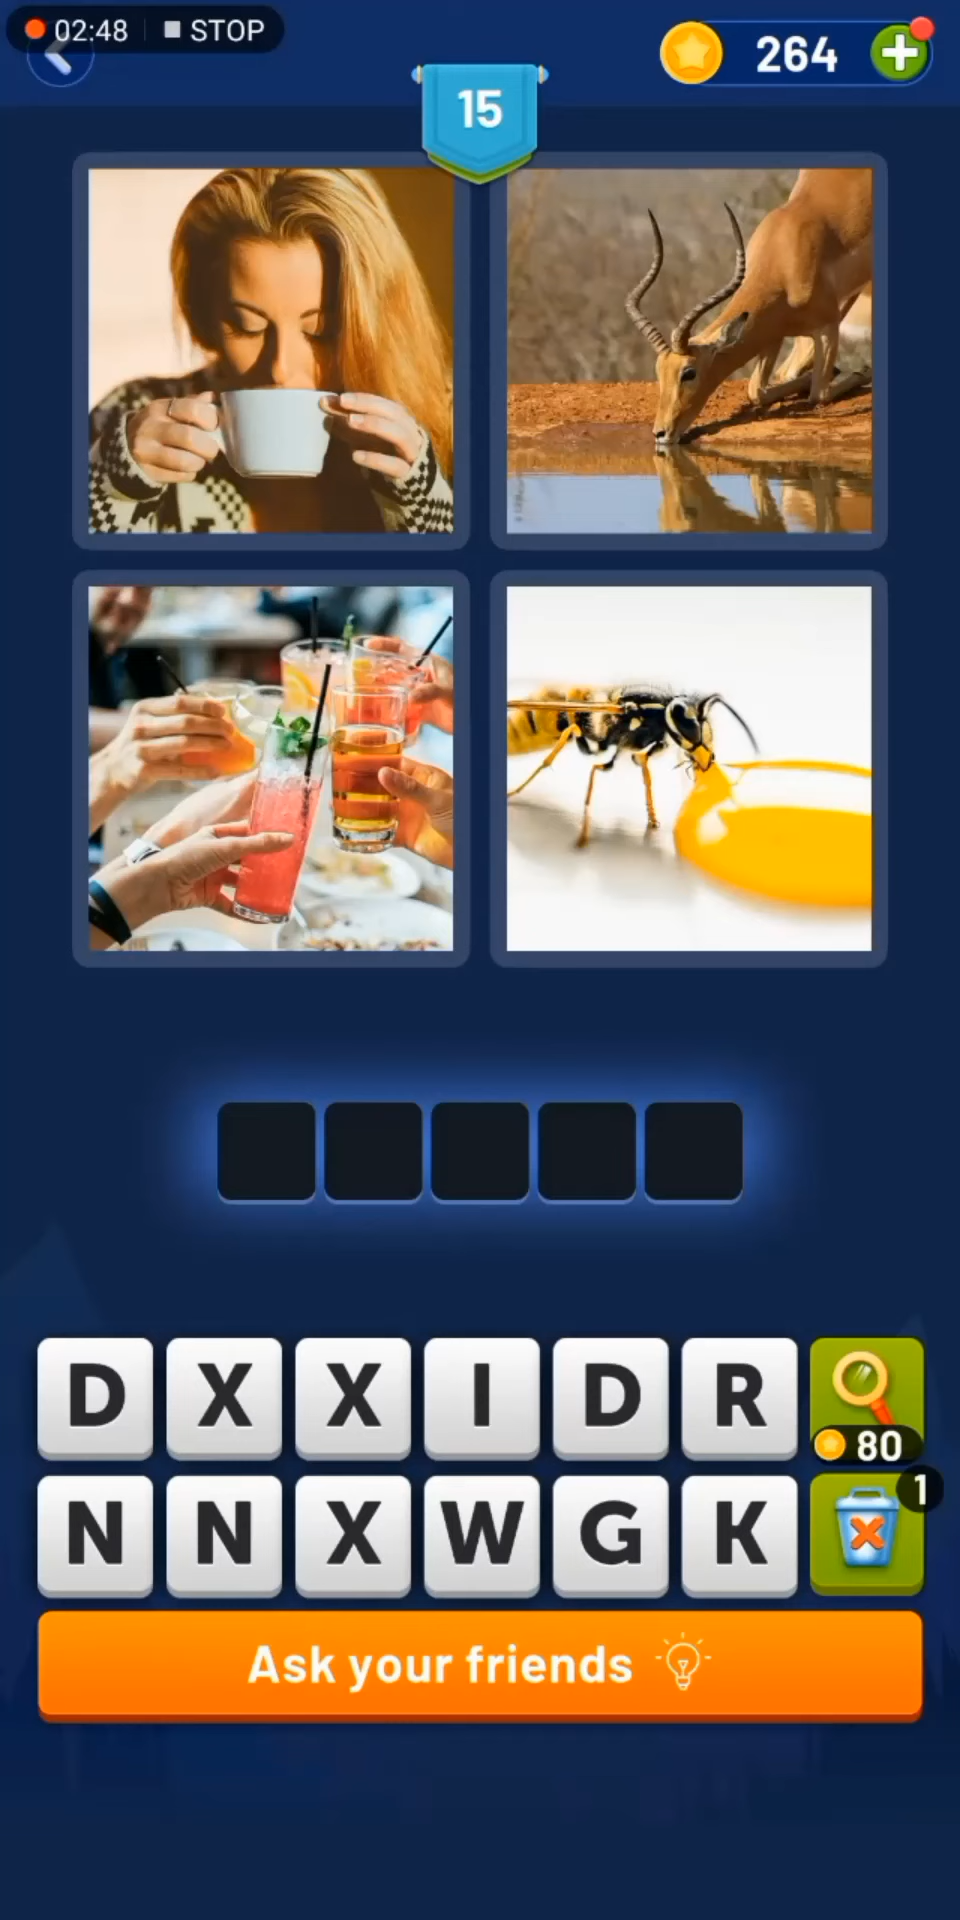 02:48 STOP
264
15
D X X I D R
80
N N X W G K
1
Ask your friends